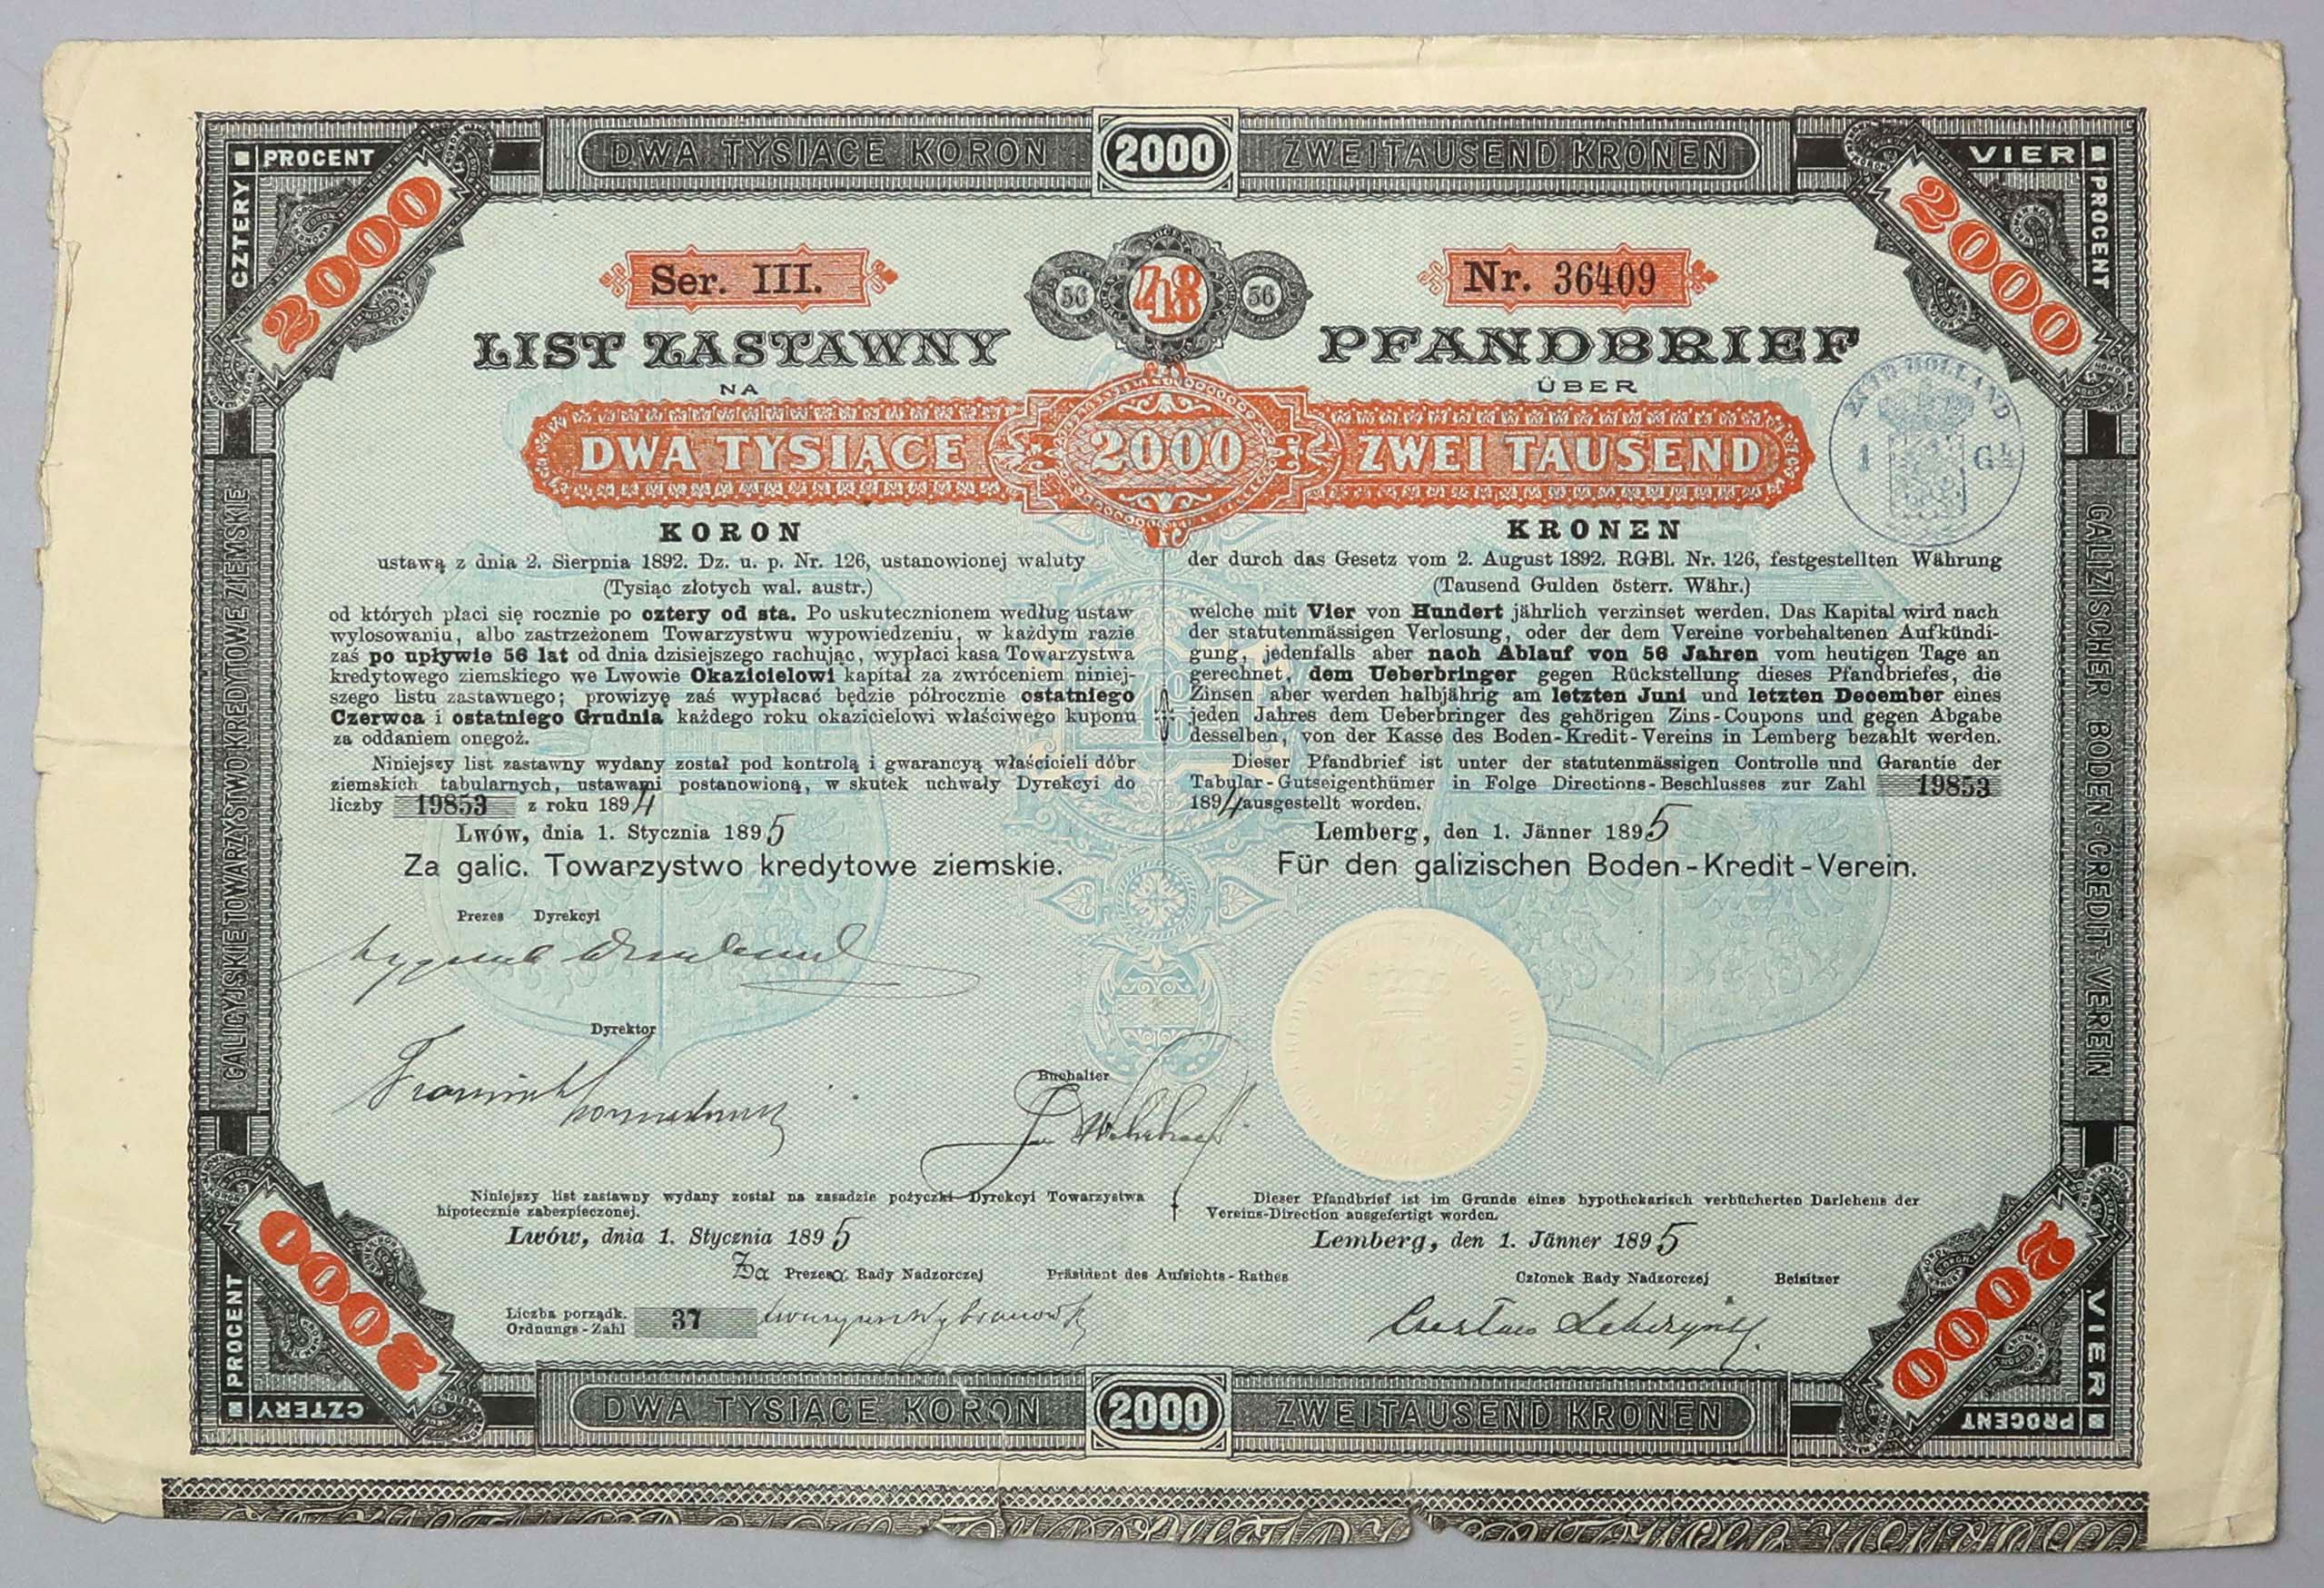 DWA TYSIĄCE KORON 2000 ZWEITAUSEND KRONEN
CZTERY PROCENT
2000
VIER PROCENT
2000
Ser. III.
56 4% 56
48
Nr. 36409
LIST ZASTAWNY
NA
PFANDBRIEF
ÜBER
DWA TYSIĄCE 2000 ZWEI TAUSEND
1 G
KORON
ustawą z dnia 2. Sierpnia 1892. Dz. u. p. Nr. 126, ustanowionej waluty
(Tysiąc złotych wal. austr.)
od których płaci się rocznie po cztery od sta. Po uskutecznionem według ustaw
wylosowaniu, albo zastrzeżonem Towarzystwu wypowiedzeniu, w każdym razie
zaś po upływie 56 lat od dnia dzisiejszego rachując, wypłaci kasa Towarzystwa
kredytowego ziemskiego we Lwowie Okazicielowi kapitał za zwróceniem niniej-
szego listu zastawnego; prowizyę zaś wypłacać będzie półrocznie ostatniego
Czerwca i ostatniego Grudnia każdego roku okazicielowi właściwego kuponu
za oddaniem onegoż.
Niniejszy list zastawny wydany został pod kontrolą i gwarancyą właścicieli dóbr
ziemskich tabularnych, ustawami postanowioną, w skutek uchwały Dyrekcyi do
liczby 19853 z roku 1894
Lwów, dnia 1. Stycznia 1895
Za galic. Towarzystwo kredytowe ziemskie.
KRONEN
der durch das Gesetz vom 2. August 1892. RGBl. Nr. 126, festgestellten Währung
(Tausend Gulden österr. Währ.)
welche mit Vier von Hundert jährlich verzinset werden. Das Kapital wird nach
der statutenmässigen Verlosung, oder der dem Vereine vorbehaltenen Aufkündi-
gung, jedenfalls aber nach Ablauf von 56 Jahren vom heutigen Tage an
gerechnet, dem Ueberbringer gegen Rückstellung dieses Pfandbriefes, die
Zinsen aber werden halbjährig am letzten Juni und letzten December eines
jeden Jahres dem Ueberbringer des gehörigen Zins-Coupons und gegen Abgabe
desselben, von der Kasse des Boden-Kredit-Vereins in Lemberg bezahlt werden.
Dieser Pfandbrief ist unter der statutenmässigen Controlle und Garantie der
Tabular-Gutseigenthümer in Folge Directions-Beschlusses zur Zahl 19853
1894 ausgestellt worden.
Lemberg, den 1. Jänner 1895
Für den galizischen Boden-Kredit-Verein.
Prezes Dyrekcyi
Dyrektor
Buchalter
Niniejszy list zastawny wydany został na zasadzie pożyczki Dyrekcyi Towarzystwa
hipotecznie zabezpieczonej.
Lwów, dnia 1. Stycznia 1895
Dieser Pfandbrief ist im Grunde eines hypothekarisch verbücherten Darlehens der
Vereins-Direction ausgefertigt worden.
Lemberg, den 1. Jänner 1895
Za Prezesa Rady Nadzorczej Präsident des Aufsichts-Rathes
Członek Rady Nadzorczej Beisitzer
Liczba porządk.
Ordnungs-Zahl 37
GALICYJSKIE TOWARZYSTWO KREDYTOWE ZIEMSKIE
GALIZISCHER BODEN-CREDIT-VEREIN
CZTERY PROCENT
2000
VIER PROCENT
2000
DWA TYSIĄCE KORON 2000 ZWEITAUSEND KRONEN